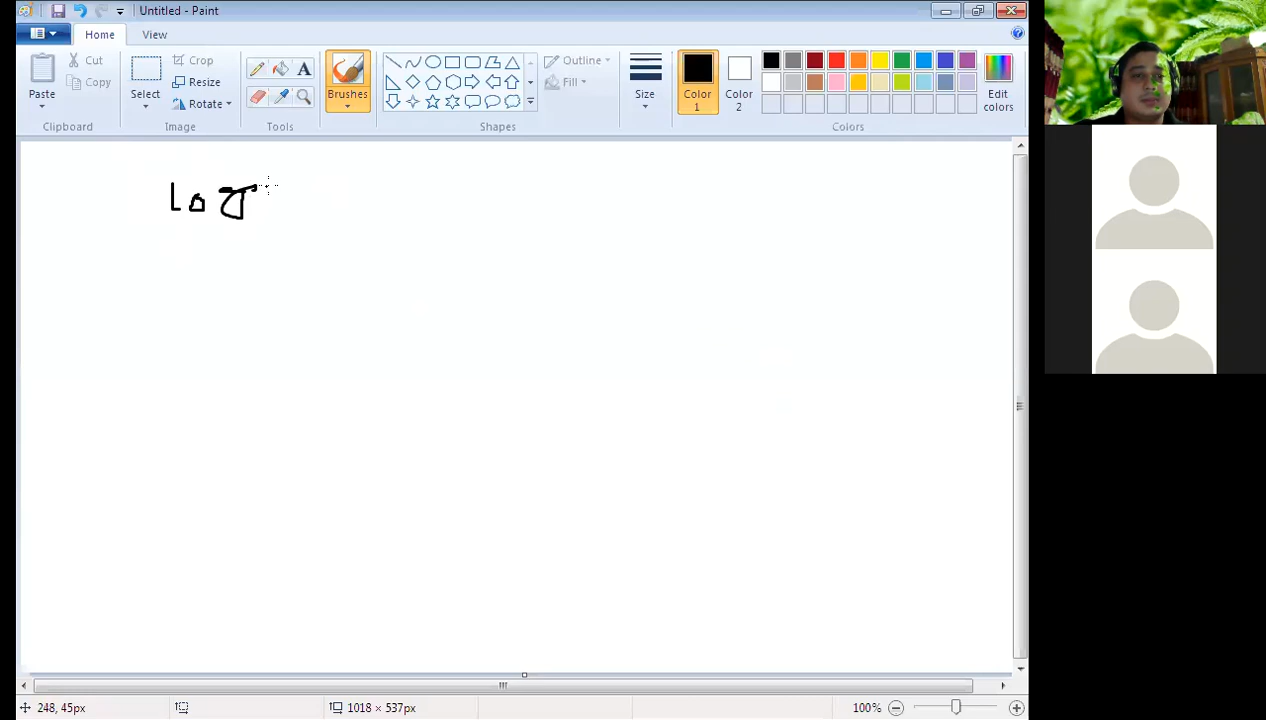 Untitled - Paint
Home
View
Paste
Cut
Copy
Clipboard
Select
Crop
Resize
Rotate
Image
Tools
Brushes
Outline
Fill
Shapes
Size
Color 1
Color 2
Edit colors
Colors
248, 45px
1018 × 537px
100%